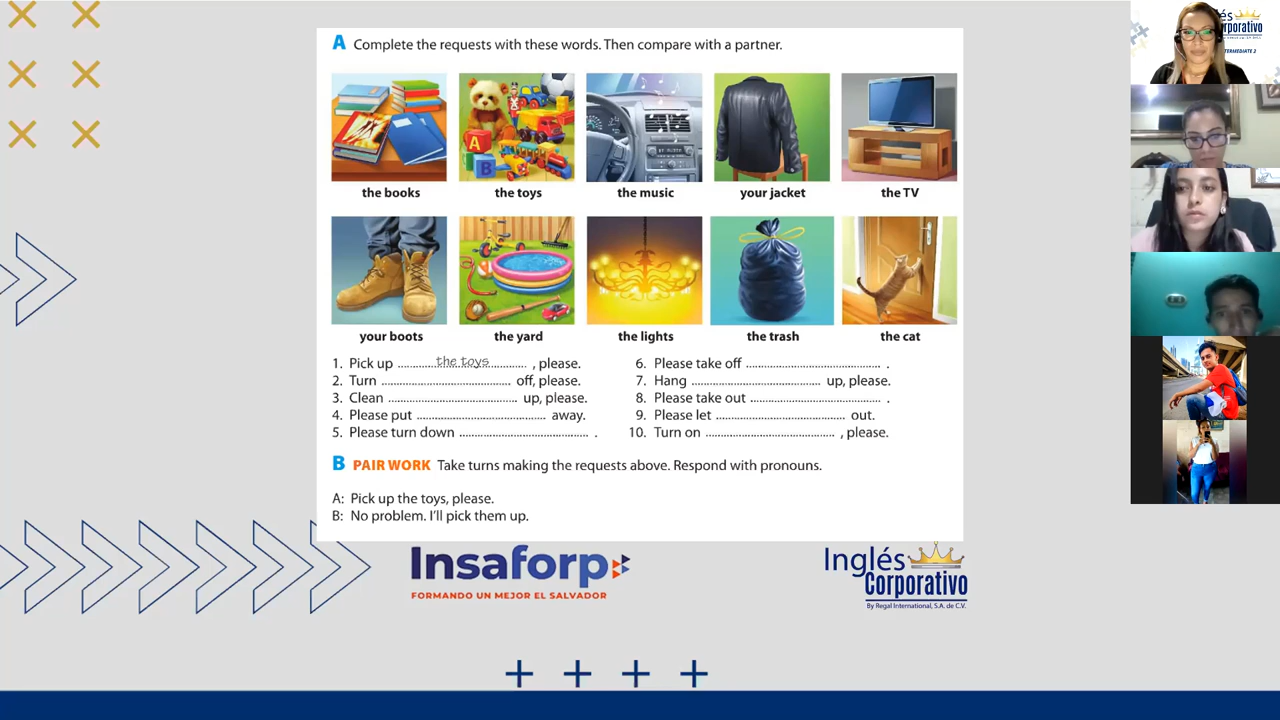 A Complete the requests with these words. Then compare with a partner.
the books
the toys
the music
your jacket
the TV
your boots
the yard
the lights
the trash
the cat
1. Pick up ....the toys...., please.
2. Turn ........ off, please.
3. Clean ........ up, please.
4. Please put ........ away.
5. Please turn down ........ .
6. Please take off ........ .
7. Hang ........ up, please.
8. Please take out ........ .
9. Please let ........ out.
10. Turn on ........ , please.
B PAIR WORK Take turns making the requests above. Respond with pronouns.
A: Pick up the toys, please.
B: No problem. I'll pick them up.
Insaforp
FORMANDO UN MEJOR EL SALVADOR
Inglés
Corporativo
By Regal International, S.A. de C.V.
és
Corporativo
TERMEDIATE 2
A
B